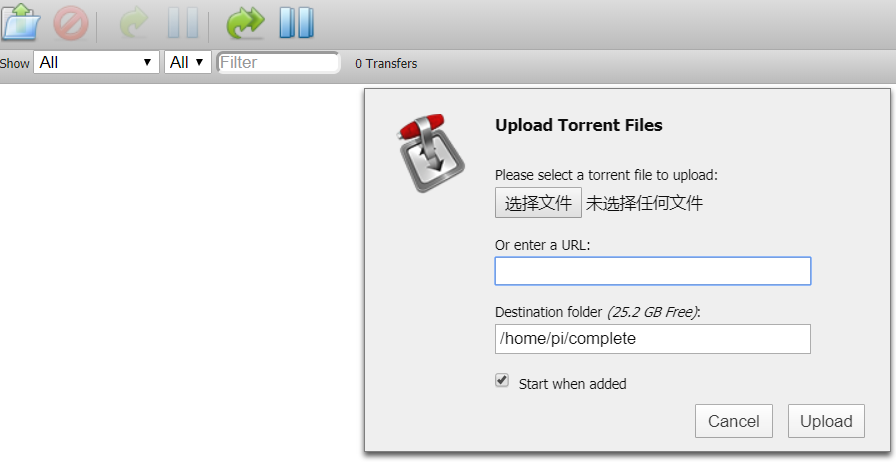 Show All All Filter 0 Transfers
Upload Torrent Files
Please select a torrent file to upload:
选择文件 未选择任何文件
Or enter a URL:
Destination folder (25.2 GB Free):
/home/pi/complete
Start when added
Cancel Upload